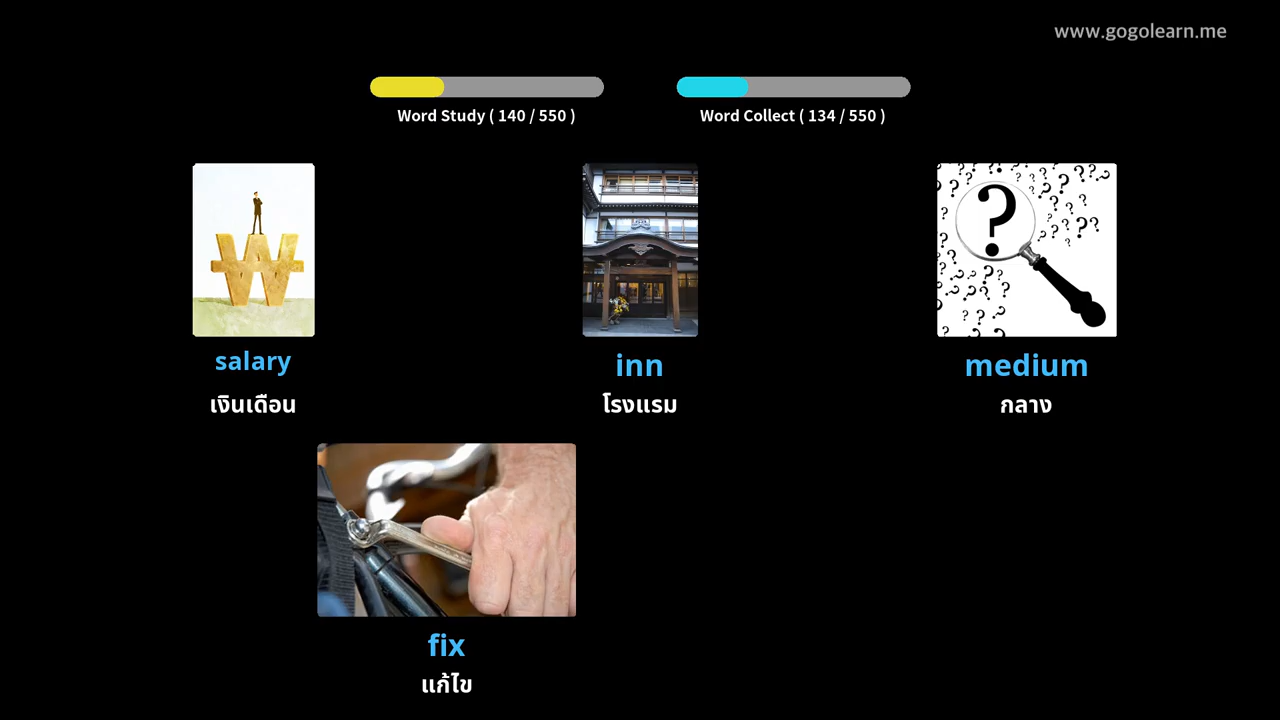 www.gogolearn.me
Word Study ( 140 / 550 )
Word Collect ( 134 / 550 )
salary
inn
medium
เงินเดือน
โรงแรม
กลาง
fix
แก้ไข